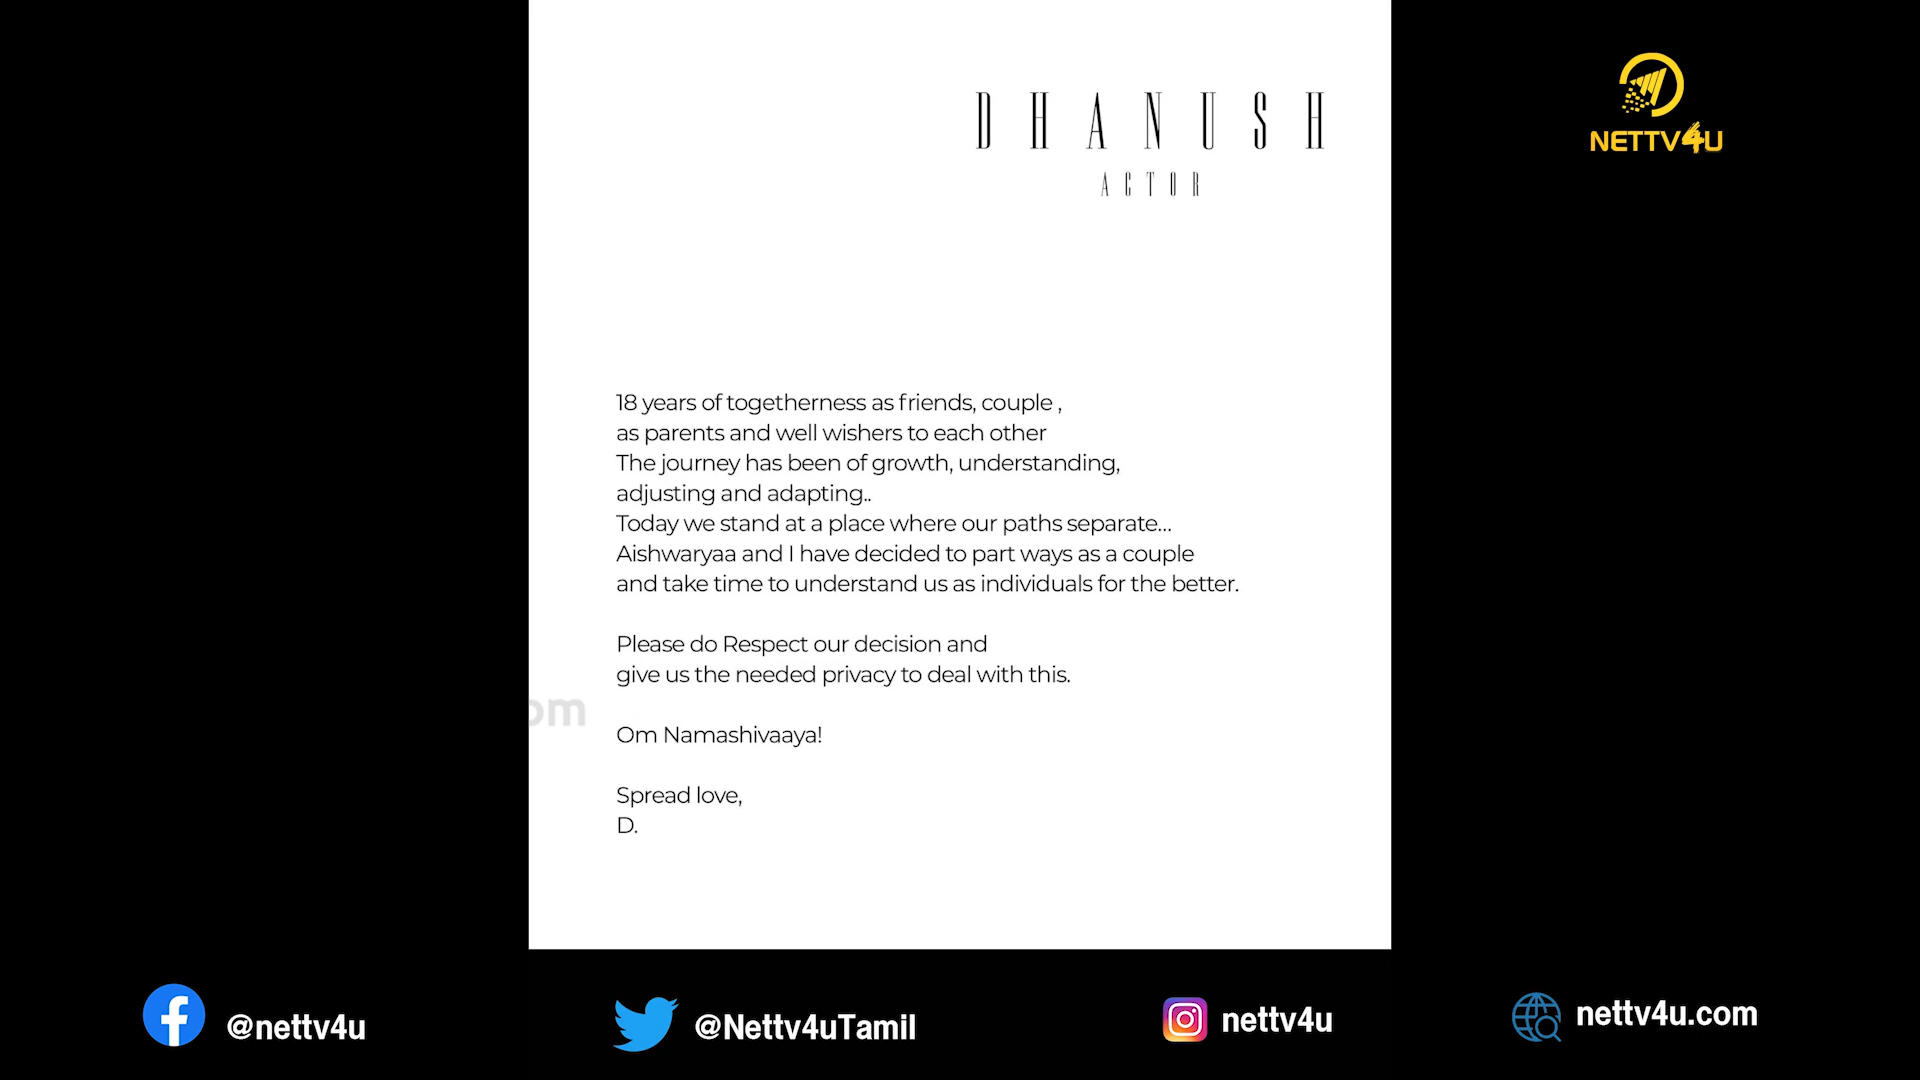 DHANUSH
ACTOR
NETTV4U
18 years of togetherness as friends, couple ,
as parents and well wishers to each other
The journey has been of growth, understanding,
adjusting and adapting..
Today we stand at a place where our paths separate...
Aishwaryaa and I have decided to part ways as a couple
and take time to understand us as individuals for the better.
Please do Respect our decision and
give us the needed privacy to deal with this.
om
Om Namashivaaya!
Spread love,
D.
@nettv4u
@Nettv4uTamil
nettv4u
nettv4u.com